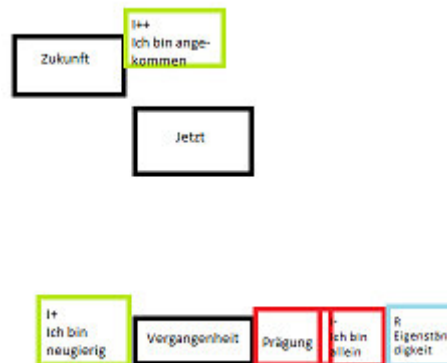 I++
Ich bin ange-
kommen
Zukunft
Jetzt
I+
Ich bin
neugierig
Vergangenheit
Prägung
I-
Ich bin
allein
R
Eigenstän
digkeit